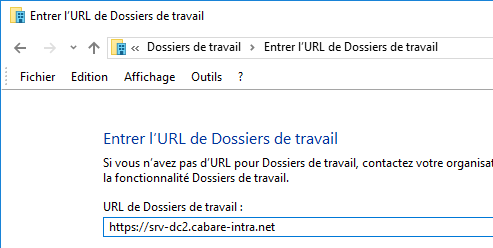 Entrer l'URL de Dossiers de travail
Dossiers de travail > Entrer l'URL de Dossiers de travail
Fichier Edition Affichage Outils ?
Entrer l'URL de Dossiers de travail
Si vous n'avez pas d'URL pour Dossiers de travail, contactez votre organisat
la fonctionnalité Dossiers de travail.
URL de Dossiers de travail :
https://srv-dc2.cabare-intra.net